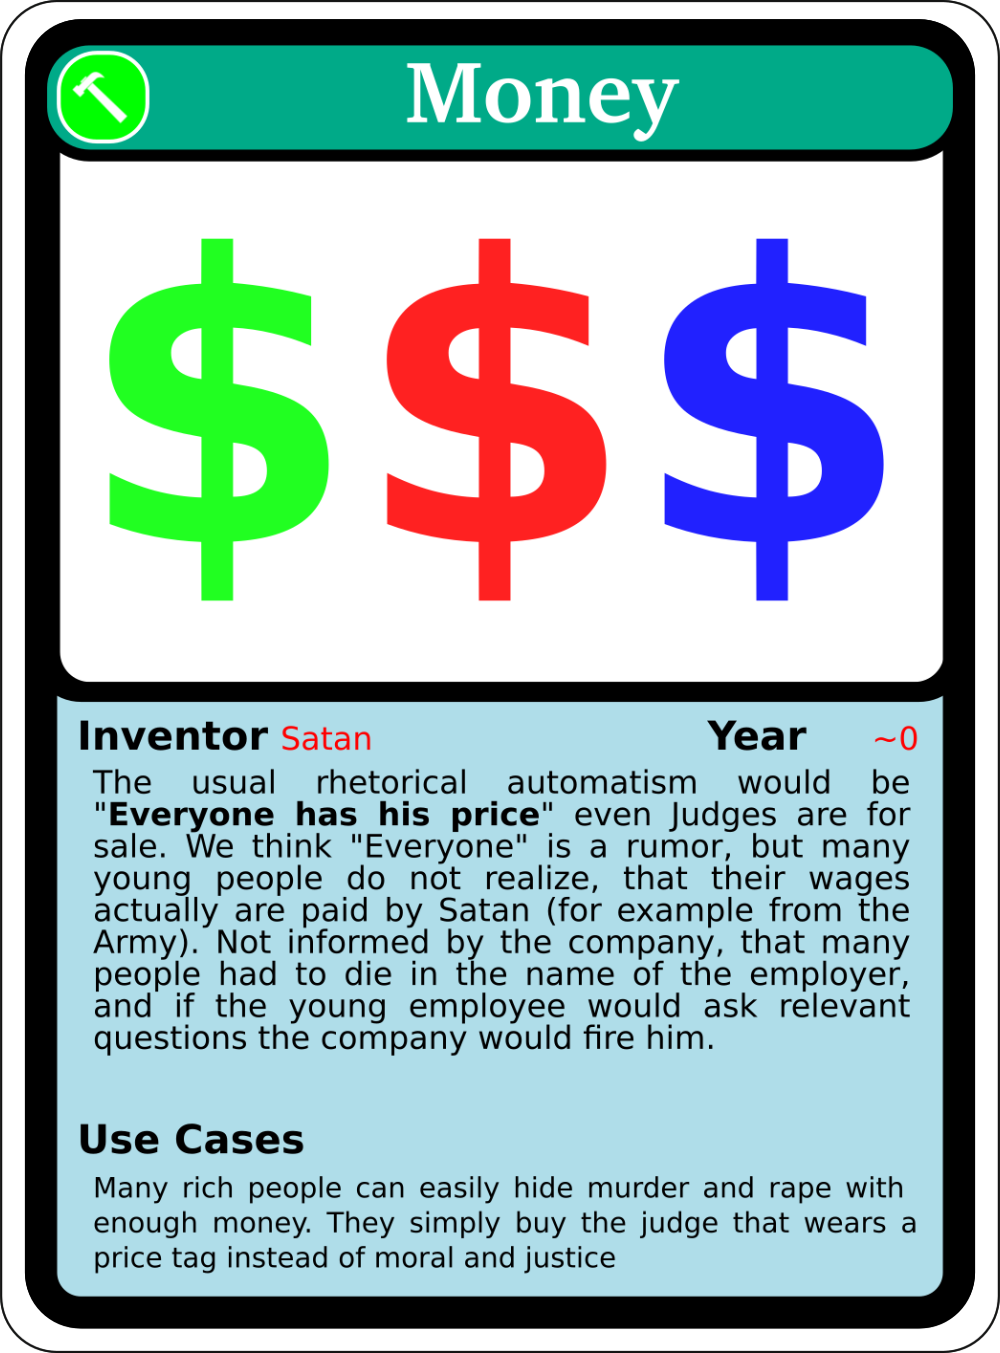 Money
$ $ $
Inventor Satan Year ~0
The usual rhetorical automatism would be
"Everyone has his price" even Judges are for
sale. We think "Everyone" is a rumor, but many
young people do not realize, that their wages
actually are paid by Satan (for example from the
Army). Not informed by the company, that many
people had to die in the name of the employer,
and if the young employee would ask relevant
questions the company would fire him.
Use Cases
Many rich people can easily hide murder and rape with
enough money. They simply buy the judge that wears a
price tag instead of moral and justice